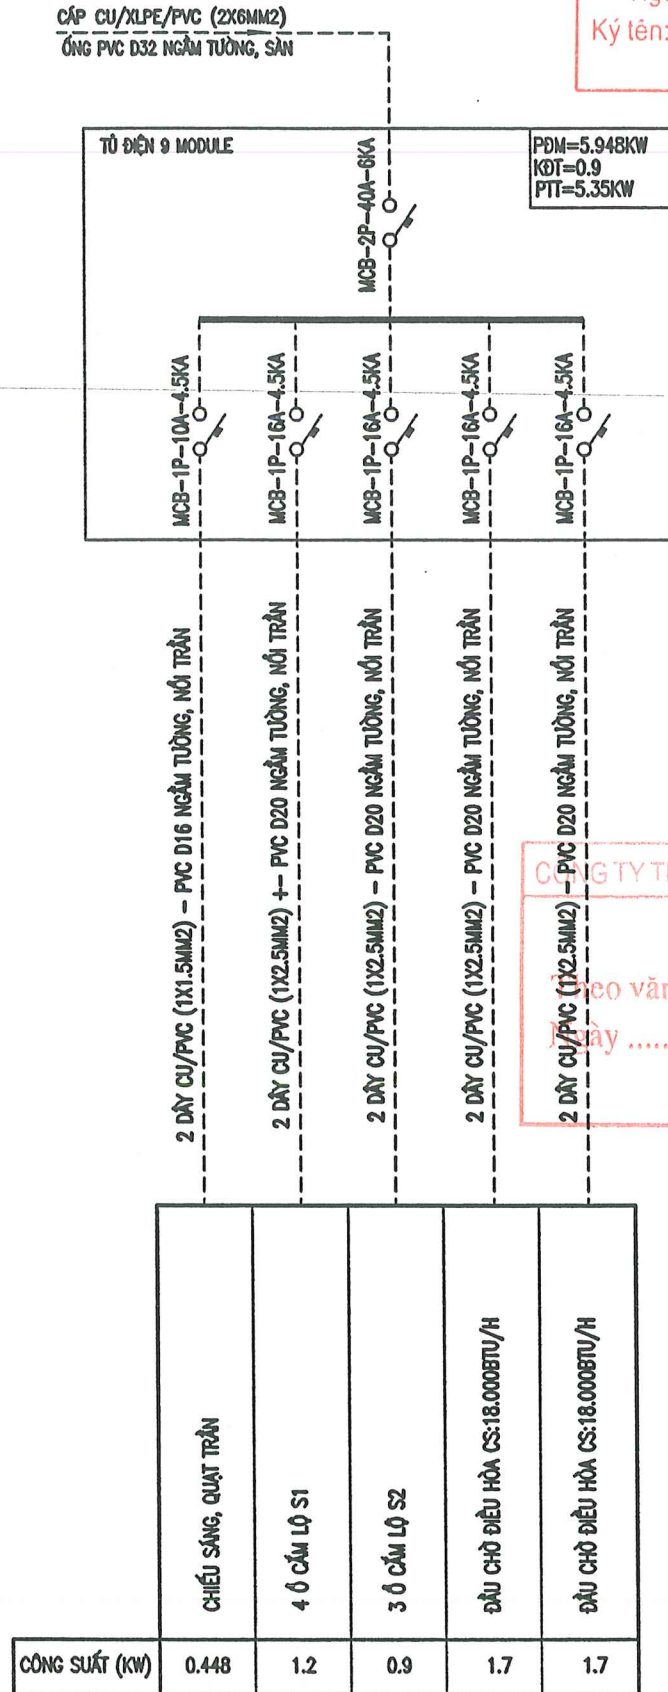 CÁP CU/XLPE/PVC (2X6MM2)
ỐNG PVC D32 NGẦM TƯỜNG, SÀN
Ký tên:
TỦ ĐIỆN 9 MODULE
PĐM=5.948KW
KĐT=0.9
PTT=5.35KW
MCB-2P-40A-6KA
MCB-1P-10A-4.5KA
MCB-1P-16A-4.5KA
MCB-1P-16A-4.5KA
MCB-1P-16A-4.5KA
MCB-1P-16A-4.5KA
2 DÂY CU/PVC (1X1.5MM2) – PVC D16 NGẦM TƯỜNG, NỔI TRẦN
2 DÂY CU/PVC (1X2.5MM2) +– PVC D20 NGẦM TƯỜNG, NỔI TRẦN
2 DÂY CU/PVC (1X2.5MM2) – PVC D20 NGẦM TƯỜNG, NỔI TRẦN
2 DÂY CU/PVC (1X2.5MM2) – PVC D20 NGẦM TƯỜNG, NỔI TRẦN
2 DÂY CU/PVC (1X2.5MM2) – PVC D20 NGẦM TƯỜNG, NỔI TRẦN
CÔNG TY
Theo văn
Ngày .....
CHIẾU SÁNG, QUẠT TRẦN
4 Ổ CẮM LỘ S1
3 Ổ CẮM LỘ S2
ĐẦU CHỜ ĐIỀU HÒA CS:18.000BTU/H
ĐẦU CHỜ ĐIỀU HÒA CS:18.000BTU/H
CÔNG SUẤT (KW) 0.448 1.2 0.9 1.7 1.7